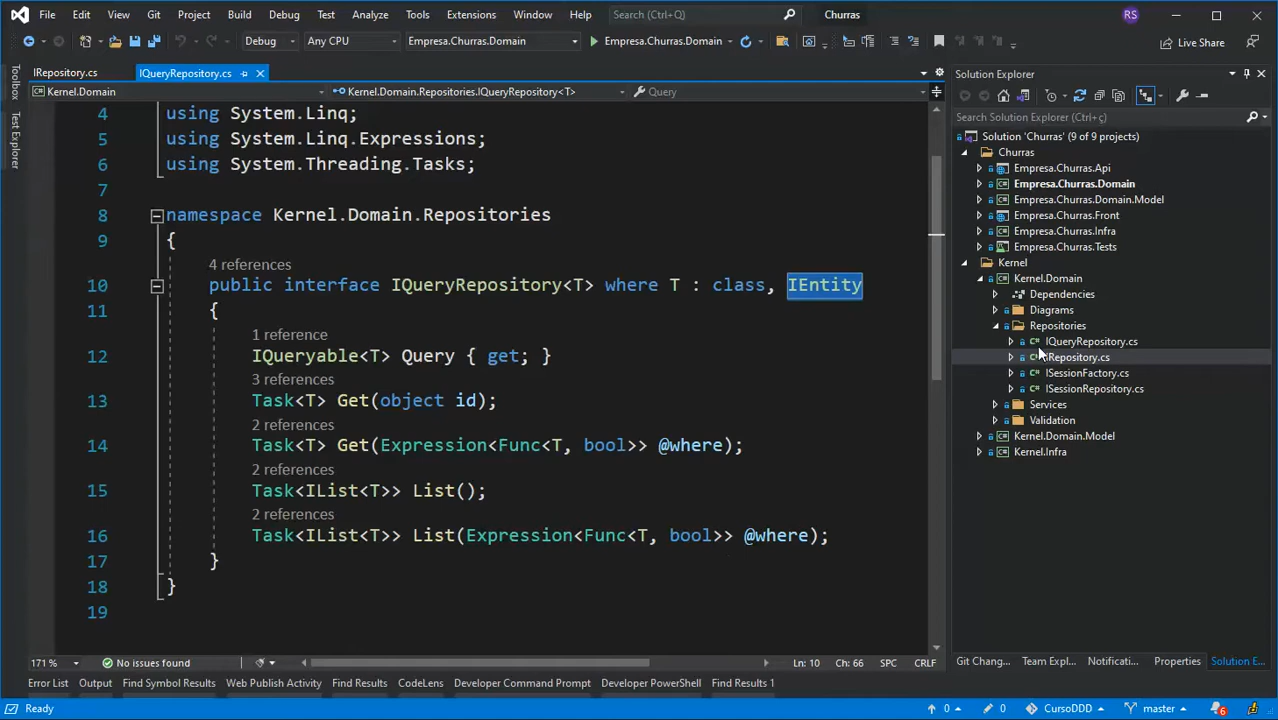 File Edit View Git Project Build Debug Test Analyze Tools Extensions Window Help Search (Ctrl+Q) Churras RS
Debug Any CPU Empresa.Churras.Domain Empresa.Churras.Domain Live Share
Toolbox
Test Explorer
IRepository.cs IQueryRepository.cs
Kernel.Domain Kernel.Domain.Repositories.IQueryRepository<T> Query
4 using System.Linq;
5 using System.Linq.Expressions;
6 using System.Threading.Tasks;
7
8 namespace Kernel.Domain.Repositories
9 {
4 references
10 public interface IQueryRepository<T> where T : class, IEntity
11 {
1 reference
12 IQueryable<T> Query { get; }
3 references
13 Task<T> Get(object id);
2 references
14 Task<T> Get(Expression<Func<T, bool>> @where);
2 references
15 Task<IList<T>> List();
2 references
16 Task<IList<T>> List(Expression<Func<T, bool>> @where);
17 }
18 }
19
171 % No issues found Ln: 10 Ch: 66 SPC CRLF
Solution Explorer
Search Solution Explorer (Ctrl+ç)
Solution 'Churras' (9 of 9 projects)
Churras
Empresa.Churras.Api
Empresa.Churras.Domain
Empresa.Churras.Domain.Model
Empresa.Churras.Front
Empresa.Churras.Infra
Empresa.Churras.Tests
Kernel
Kernel.Domain
Dependencies
Diagrams
Repositories
IQueryRepository.cs
IRepository.cs
ISessionFactory.cs
ISessionRepository.cs
Services
Validation
Kernel.Domain.Model
Kernel.Infra
Git Chang... Team Expl... Notificati... Properties Solution E...
Error List Output Find Symbol Results Web Publish Activity Find Results CodeLens Developer Command Prompt Developer PowerShell Find Results 1
Ready 0 0 CursoDDD master 6